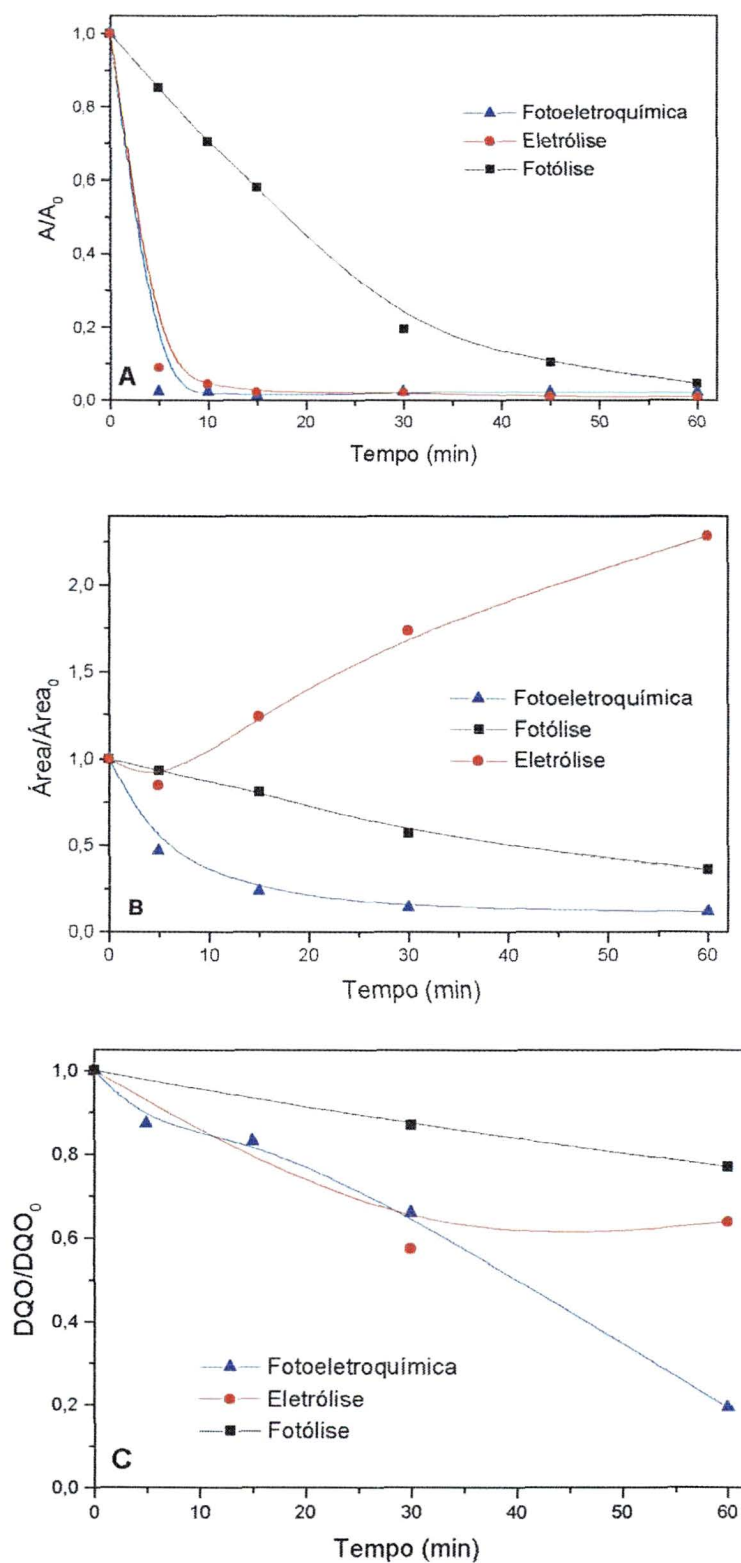 1,0
0,8
0,6
0,4
0,2
0,0
A/A0
Fotoeletroquímica
Eletrólise
Fotólise
A
0 10 20 30 40 50 60
Tempo (min)
2,0
1,5
1,0
0,5
0,0
Área/Área0
Fotoeletroquímica
Fotólise
Eletrólise
B
0 10 20 30 40 50 60
Tempo (min)
1,0
0,8
0,6
0,4
0,2
0,0
DQO/DQO0
Fotoeletroquímica
Eletrólise
Fotólise
C
0 10 20 30 40 50 60
Tempo (min)